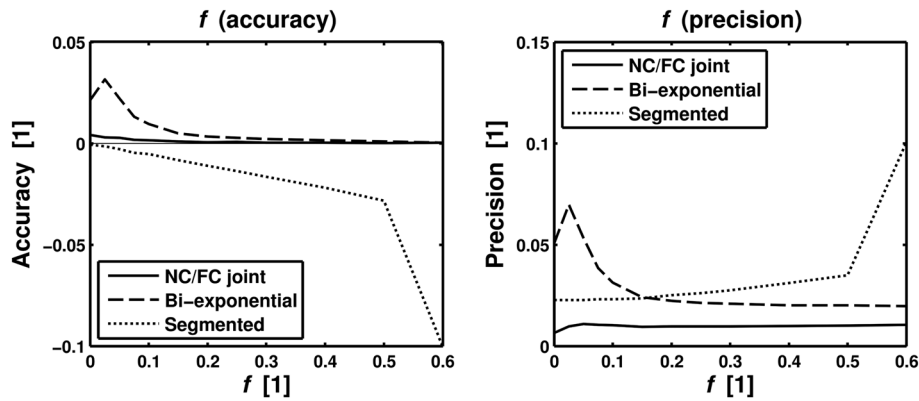 f (accuracy)
0.05
0
−0.05
−0.1
Accuracy [1]
NC/FC joint
Bi−exponential
Segmented
0 0.1 0.2 0.3 0.4 0.5 0.6
f [1]
f (precision)
0.15
0.1
0.05
0
Precision [1]
NC/FC joint
Bi−exponential
Segmented
0 0.1 0.2 0.3 0.4 0.5 0.6
f [1]